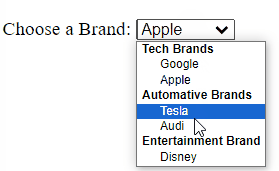 Choose a Brand: Apple
Tech Brands
Google
Apple
Automative Brands
Tesla
Audi
Entertainment Brand
Disney